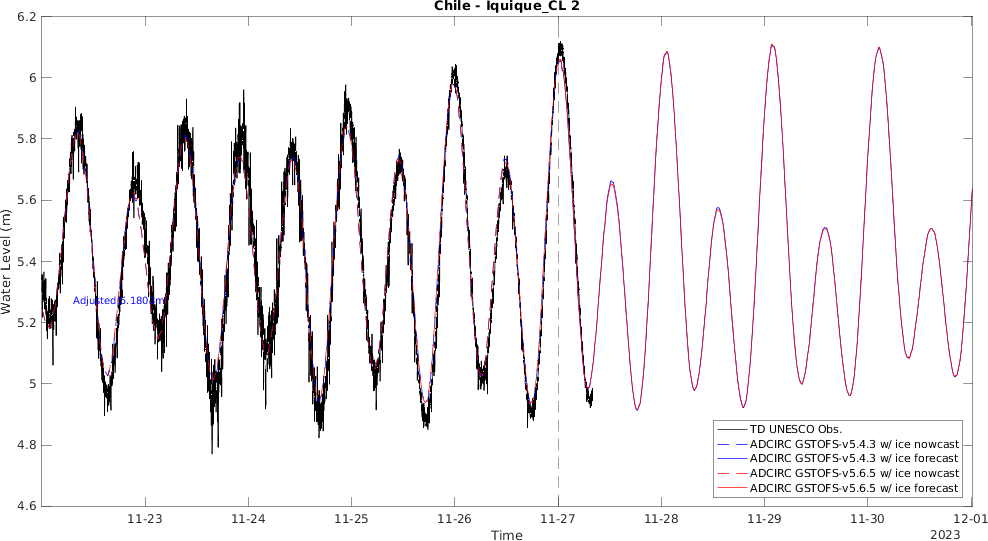 Chile - Iquique_CL 2
6.2
6
5.8
5.6
5.4
5.2
5
4.8
4.6
Water Level (m)
TD UNESCO Obs.
ADCIRC GSTOFS-v5.4.3 w/ ice nowcast
ADCIRC GSTOFS-v5.4.3 w/ ice forecast
ADCIRC GSTOFS-v5.6.5 w/ ice nowcast
ADCIRC GSTOFS-v5.6.5 w/ ice forecast
11-23 11-24 11-25 11-26 11-27 11-28 11-29 11-30 12-01
Time
2023